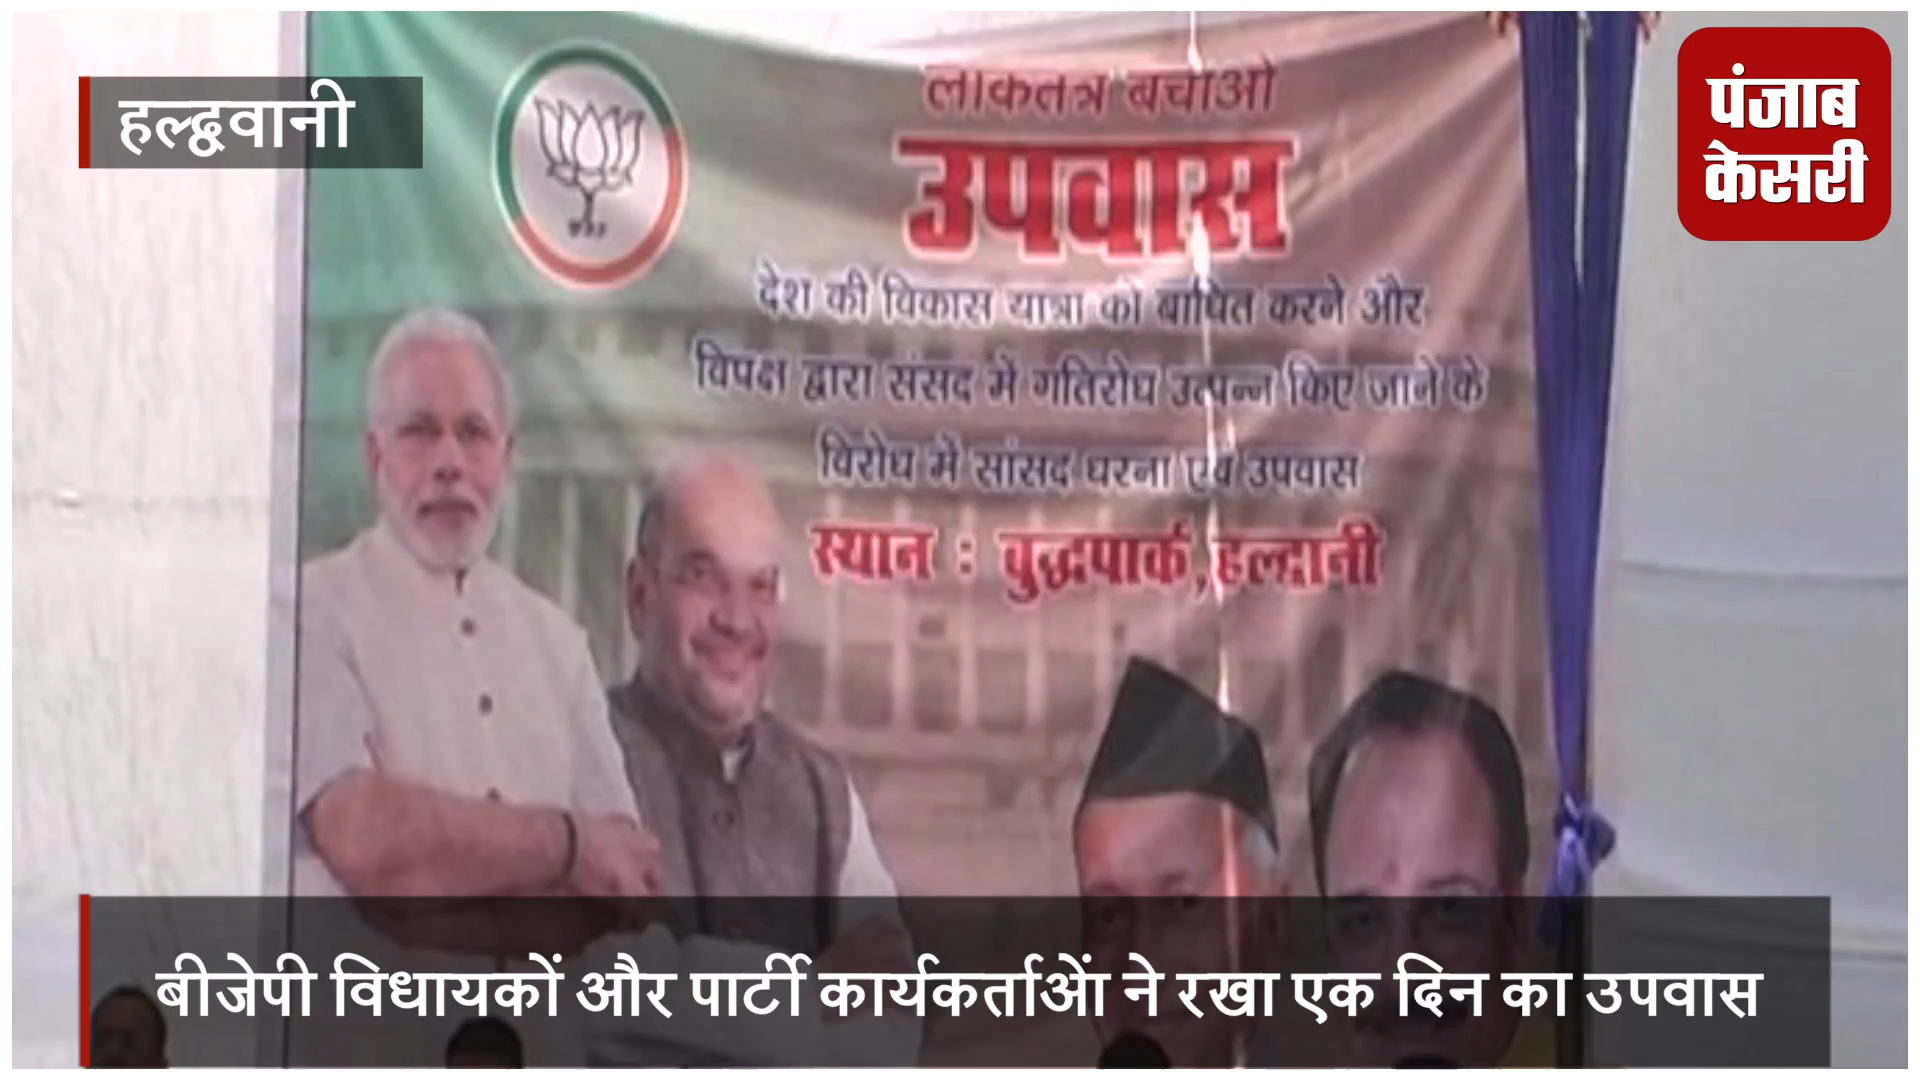 हल्द्वानी
पंजाब
केसरी
लोकतंत्र बचाओ
उपवास
देश की विकास यात्रा को बाधित करने और
विपक्ष द्वारा संसद में गतिरोध उत्पन्न किए जाने के
विरोध में सांसद धरना एवं उपवास
स्थान : बुद्धपार्क, हल्द्वानी
बीजेपी विधायकों और पार्टी कार्यकर्ताओं ने रखा एक दिन का उपवास